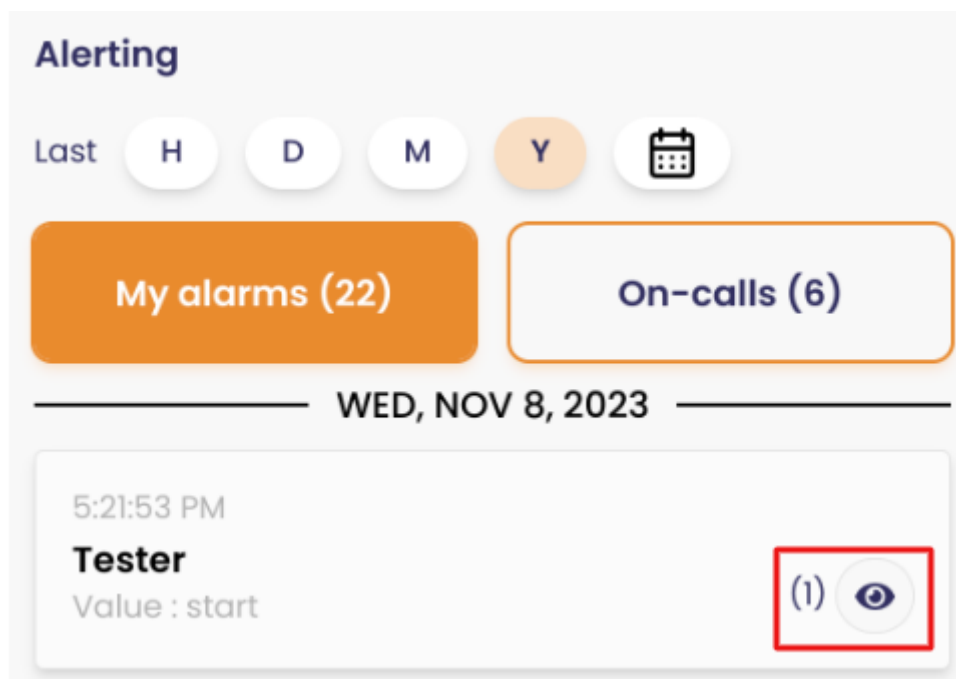 Alerting
Last H D M Y
My alarms (22) On-calls (6)
WED, NOV 8, 2023
5:21:53 PM
Tester
Value : start
(1)